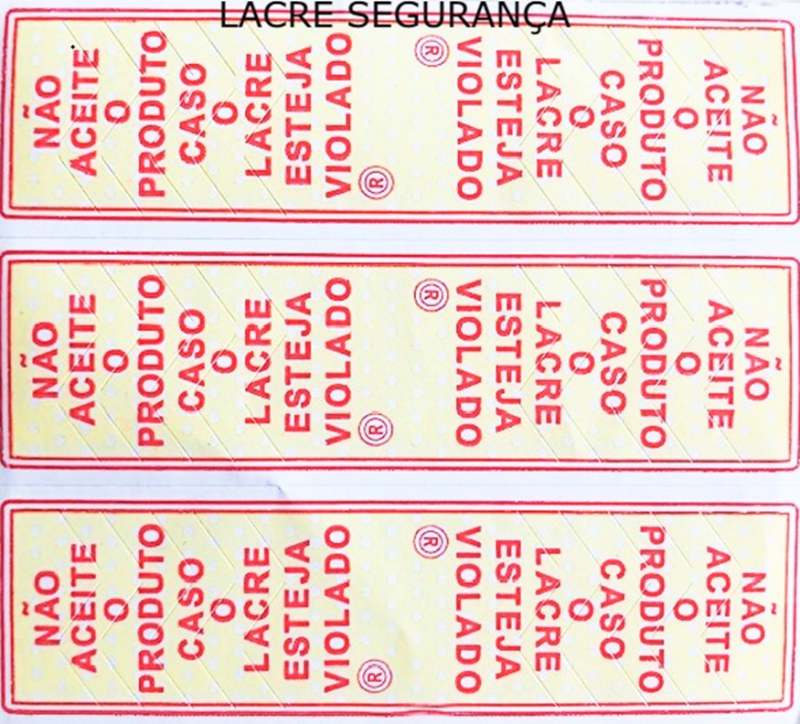 LACRE SEGURANÇA
NÃO
ACEITE
O
PRODUTO
CASO
O
LACRE
ESTEJA
VIOLADO
®
NÃO
ACEITE
O
PRODUTO
CASO
O
LACRE
ESTEJA
VIOLADO
®
NÃO
ACEITE
O
PRODUTO
CASO
O
LACRE
ESTEJA
VIOLADO
®
NÃO
ACEITE
O
PRODUTO
CASO
O
LACRE
ESTEJA
VIOLADO
®
NÃO
ACEITE
O
PRODUTO
CASO
O
LACRE
ESTEJA
VIOLADO
®
NÃO
ACEITE
O
PRODUTO
CASO
O
LACRE
ESTEJA
VIOLADO
®